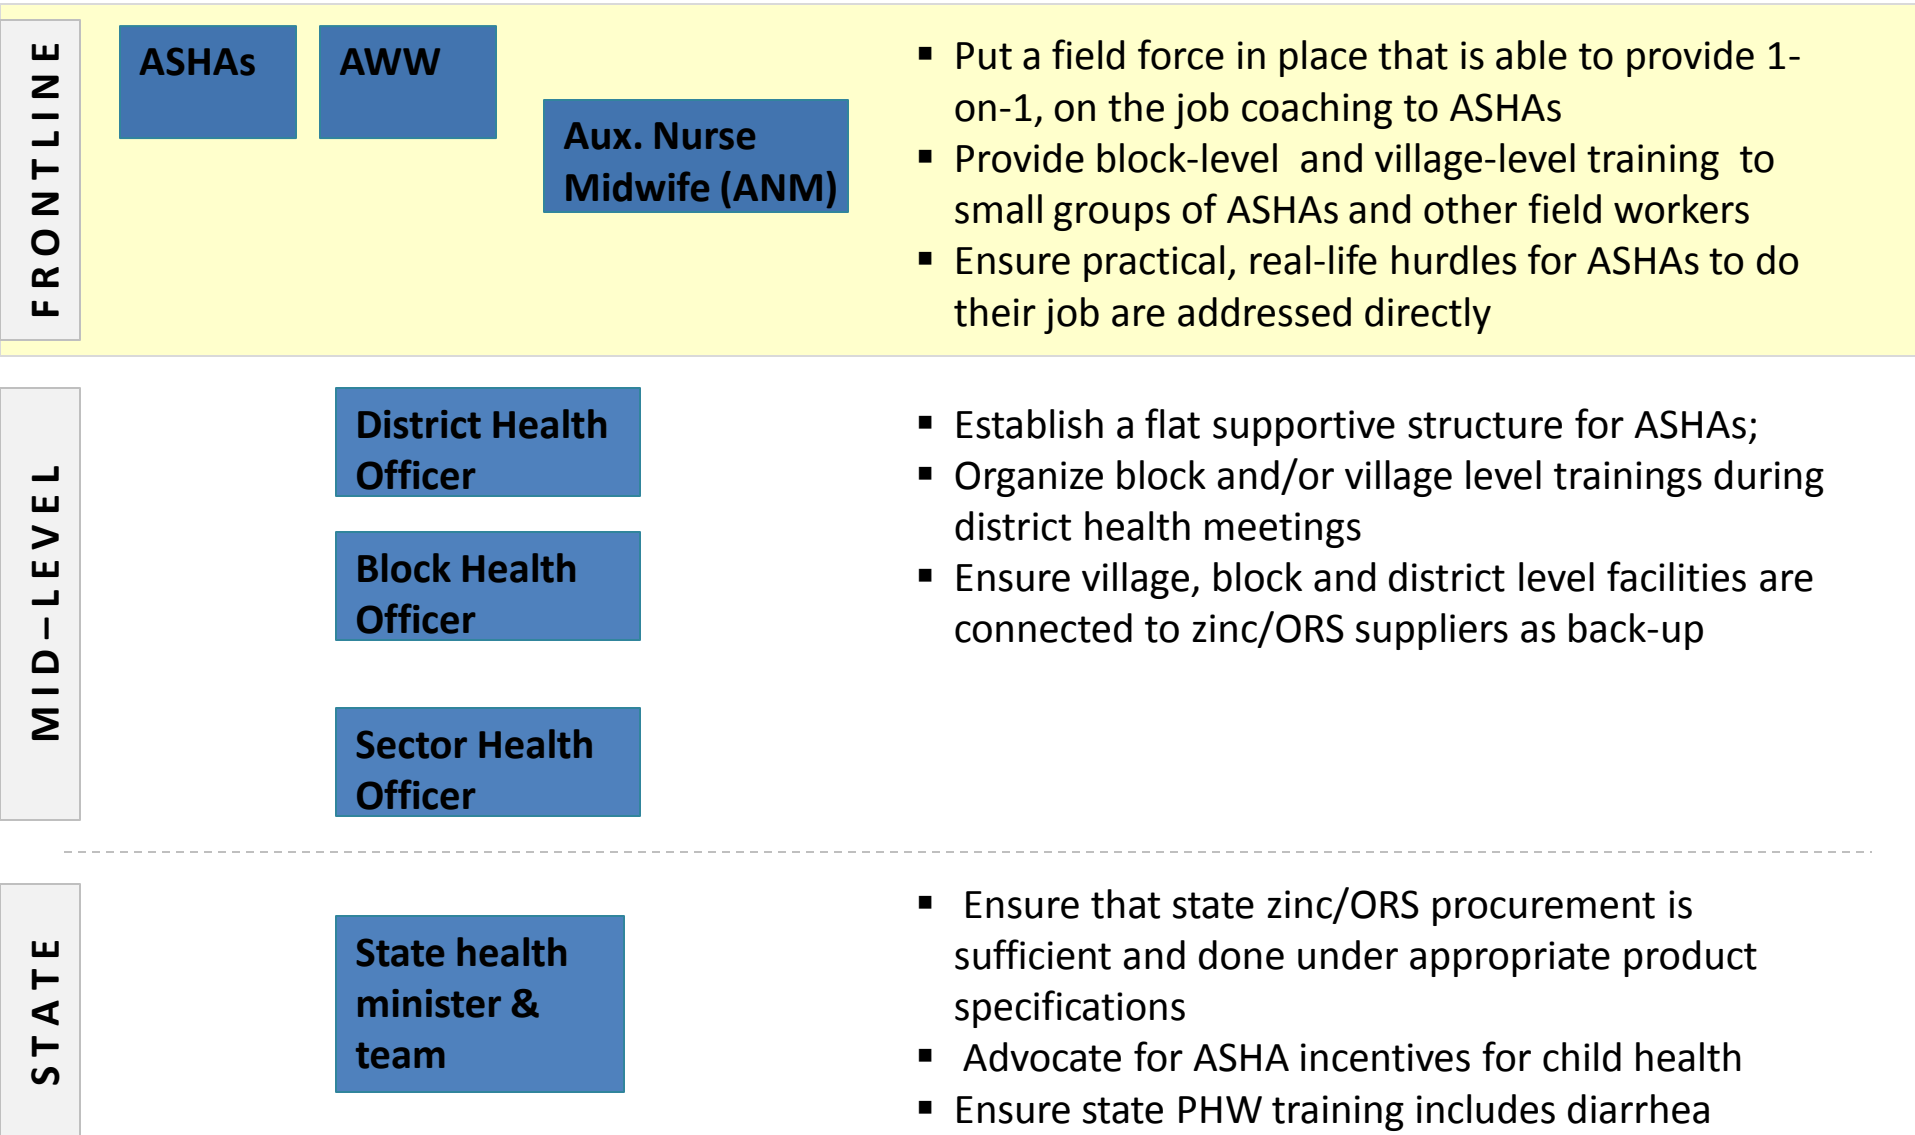 FRONTLINE
ASHAs
AWW
Aux. Nurse
Midwife (ANM)
▪ Put a field force in place that is able to provide 1-
on-1, on the job coaching to ASHAs
▪ Provide block-level and village-level training to
small groups of ASHAs and other field workers
▪ Ensure practical, real-life hurdles for ASHAs to do
their job are addressed directly
MID–LEVEL
District Health
Officer
Block Health
Officer
Sector Health
Officer
▪ Establish a flat supportive structure for ASHAs;
▪ Organize block and/or village level trainings during
district health meetings
▪ Ensure village, block and district level facilities are
connected to zinc/ORS suppliers as back-up
STATE
State health
minister &
team
▪ Ensure that state zinc/ORS procurement is
sufficient and done under appropriate product
specifications
▪ Advocate for ASHA incentives for child health
▪ Ensure state PHW training includes diarrhea